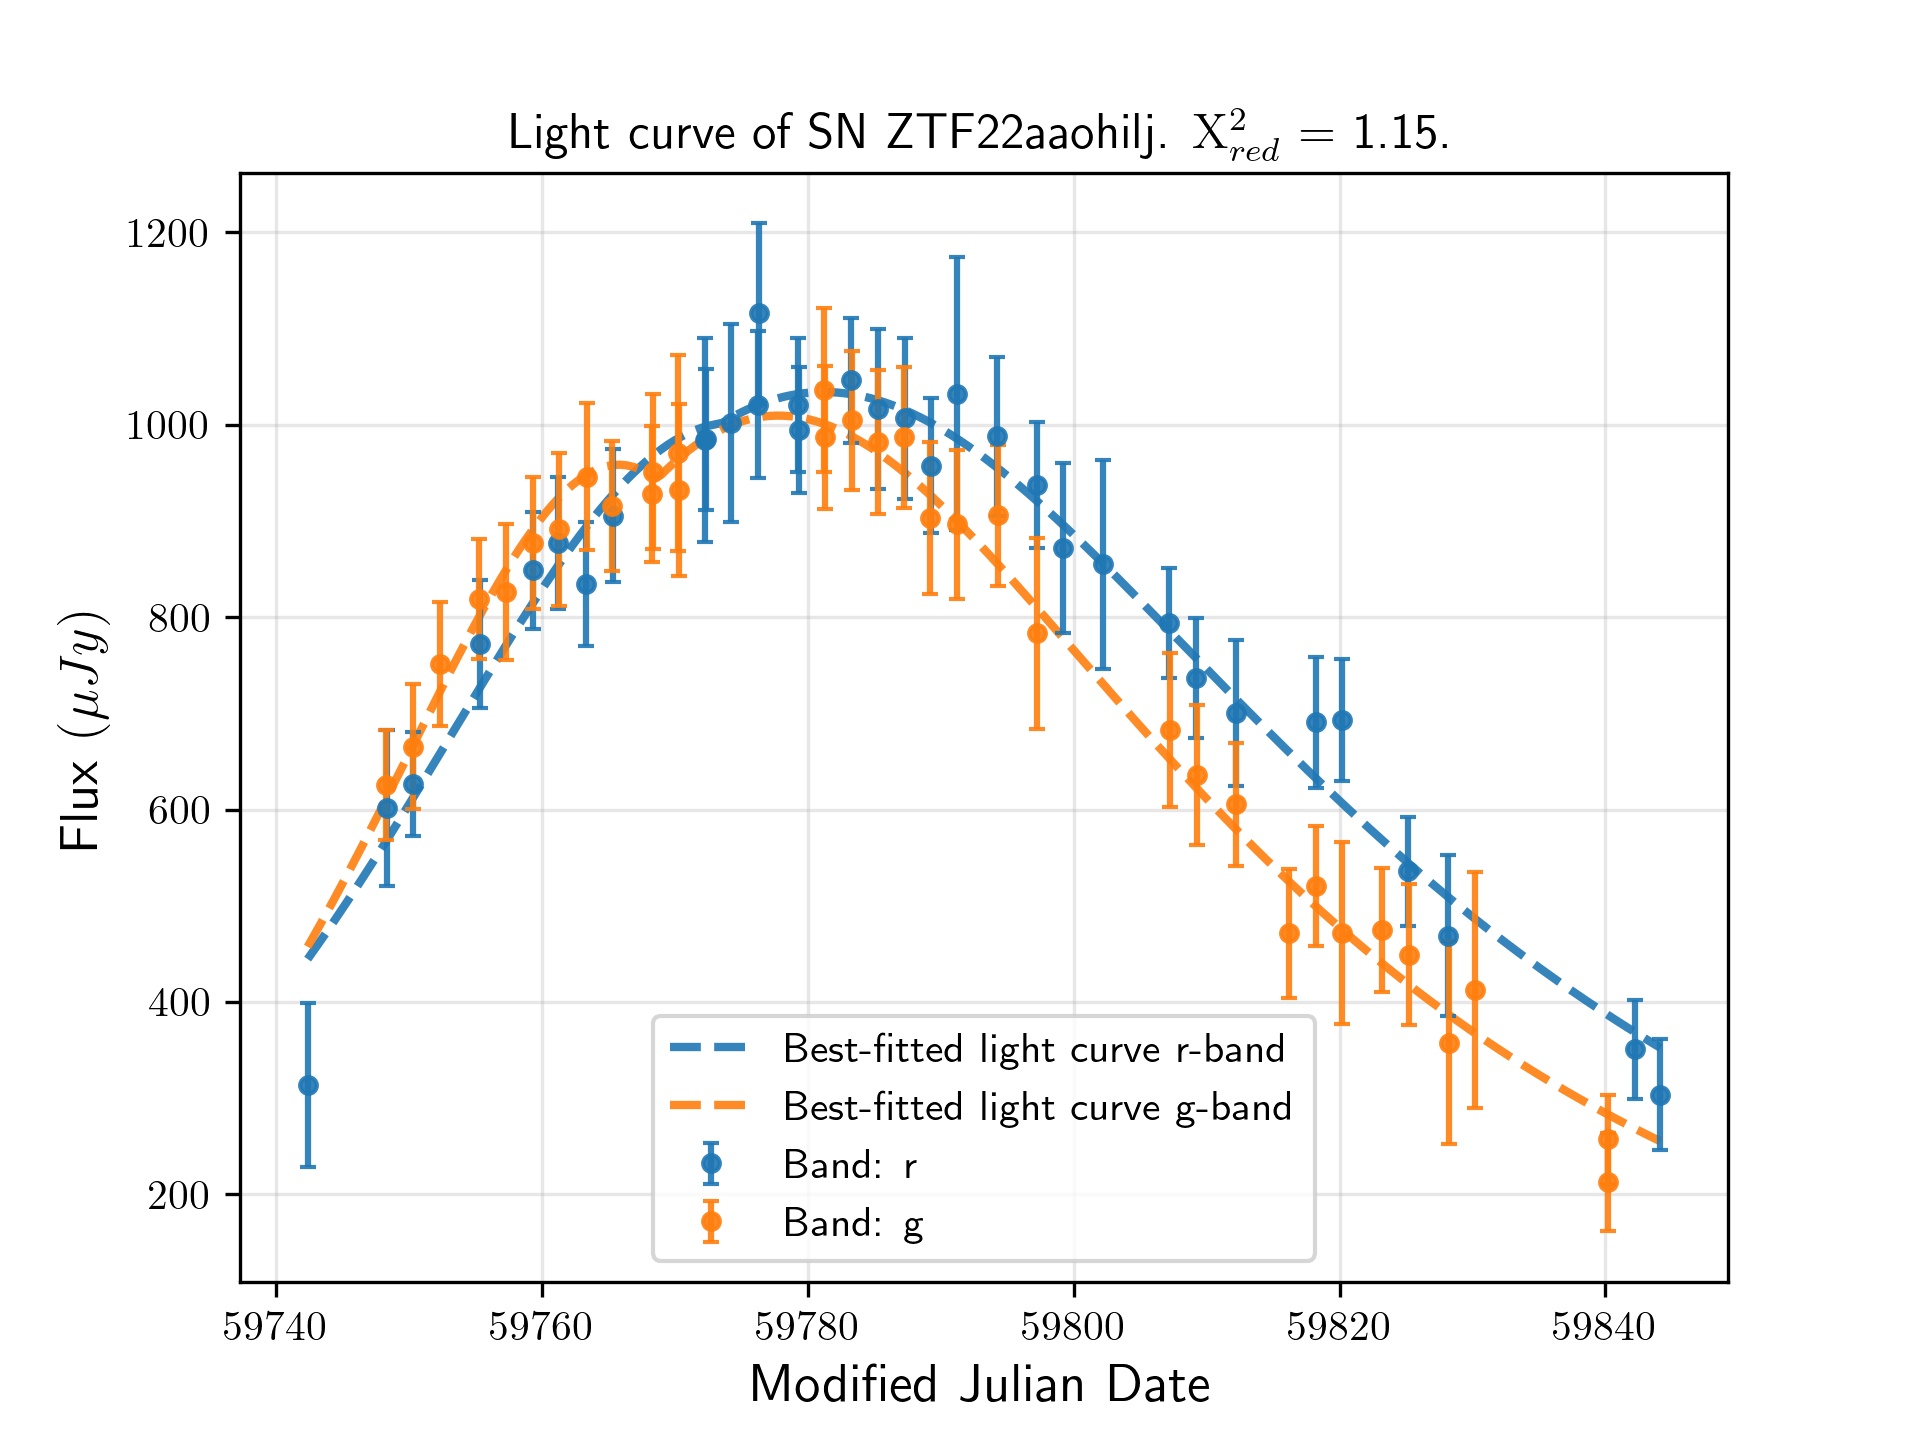 Light curve of SN ZTF22aaohilj. X²_red = 1.15.
1200
1000
800
600
400
200
Flux (μJy)
Best-fitted light curve r-band
Best-fitted light curve g-band
Band: r
Band: g
59740 59760 59780 59800 59820 59840
Modified Julian Date